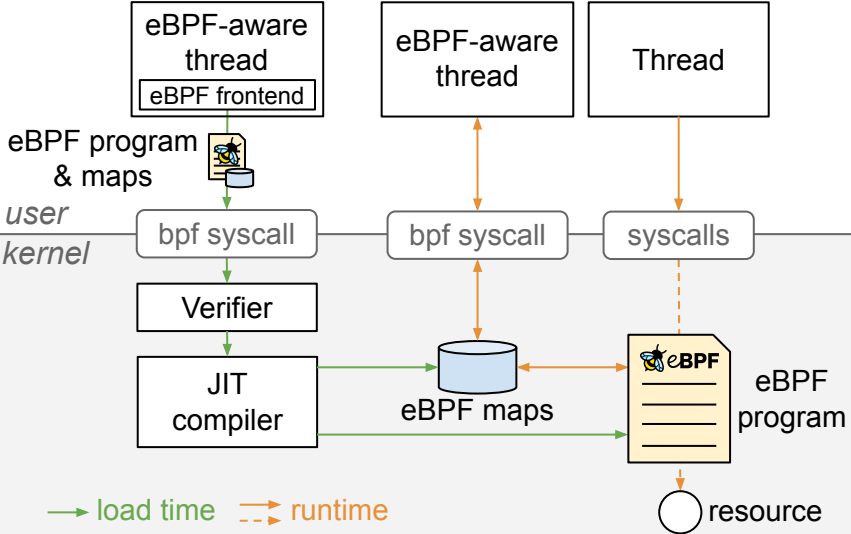 eBPF-aware
thread
eBPF frontend
eBPF-aware
thread
Thread
eBPF program
& maps
user
kernel
bpf syscall
bpf syscall
syscalls
Verifier
JIT
compiler
eBPF maps
eBPF
eBPF
program
load time
runtime
resource